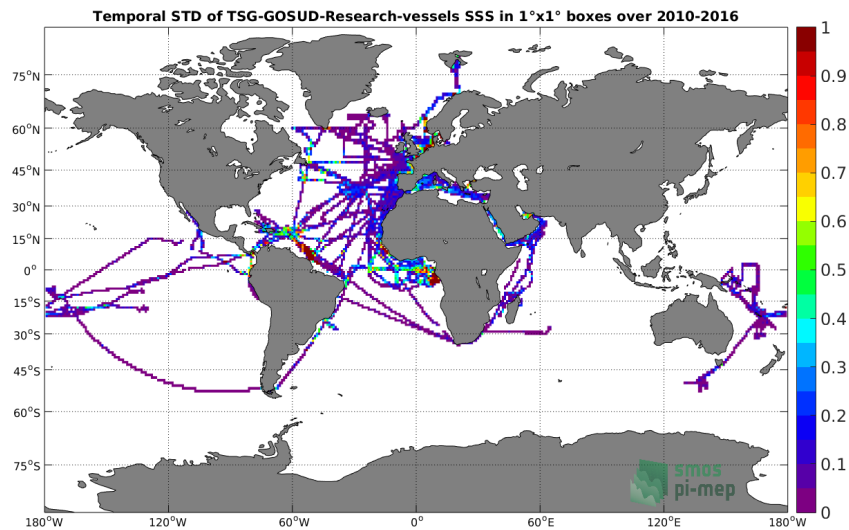 Temporal STD of TSG-GOSUD-Research-vessels SSS in 1°x1° boxes over 2010-2016
75°N
60°N
45°N
30°N
15°N
0°
15°S
30°S
45°S
60°S
75°S
180°W
120°W
60°W
0°
60°E
120°E
180°W
1
0.9
0.8
0.7
0.6
0.5
0.4
0.3
0.2
0.1
0
smos
pi-mep